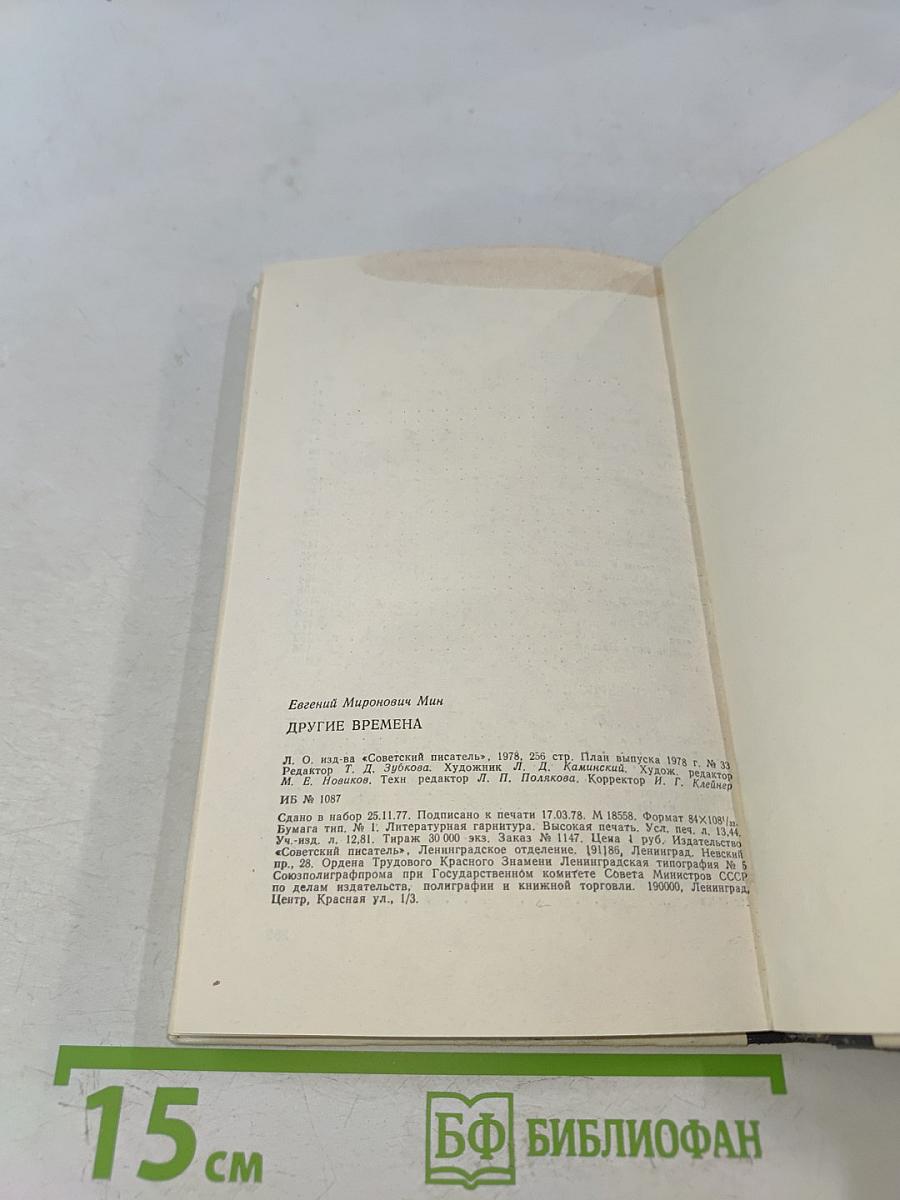 Евгений Миронович Мин
ДРУГИЕ ВРЕМЕНА
Л. О. изд-ва «Советский писатель», 1978, 256 стр. План выпуска 1978 г. № 33
Редактор Т. Д. Зубкова. Художник Л. Д. Каминский. Худож. редактор
М. Е. Новиков. Техн редактор Л. П. Полякова. Корректор И. Г. Клейнер
ИБ № 1087
Сдано в набор 25.11.77. Подписано к печати 17.03.78. М 18558. Формат 84×108¹/₃₂.
Бумага тип. № 1. Литературная гарнитура. Высокая печать. Усл. печ. л. 13,44.
Уч.-изд. л. 12,81. Тираж 30 000 экз. Заказ № 1147. Цена 1 руб. Издательство
«Советский писатель», Ленинградское отделение. 191186, Ленинград. Невский
пр., 28. Ордена Трудового Красного Знамени Ленинградская типография № 5
Союзполиграфпрома при Государственном комитете Совета Министров СССР
по делам издательств, полиграфии и книжной торговли. 190000, Ленинград,
Центр, Красная ул., 1/3.
15 см
БФ БИБЛИОФАН